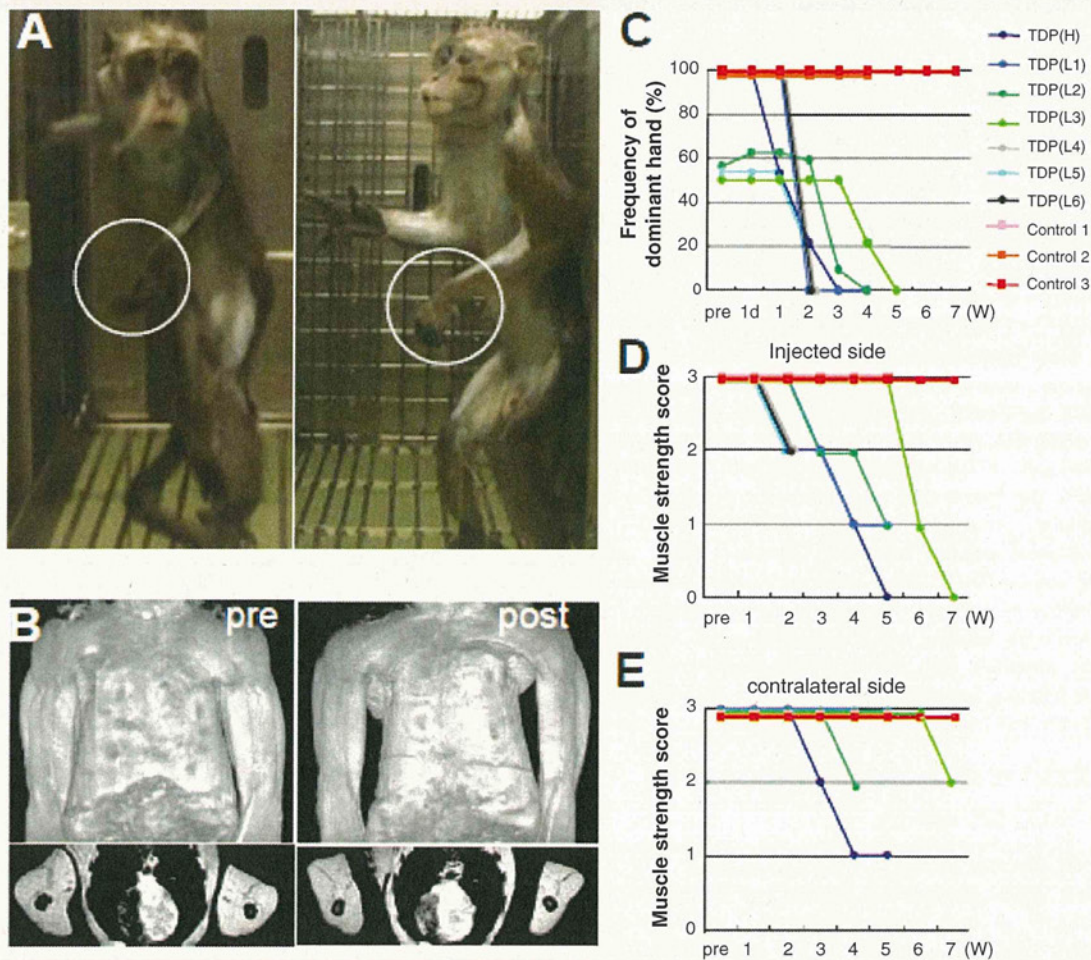 A
B
pre
post
C
Frequency of
dominant hand (%)
100
80
60
40
20
0
pre 1d 1 2 3 4 5 6 7 (W)
TDP(H)
TDP(L1)
TDP(L2)
TDP(L3)
TDP(L4)
TDP(L5)
TDP(L6)
Control 1
Control 2
Control 3
D
Injected side
Muscle strength score
3
2
1
0
pre 1 2 3 4 5 6 7 (W)
E
contralateral side
Muscle strength score
3
2
1
0
pre 1 2 3 4 5 6 7 (W)